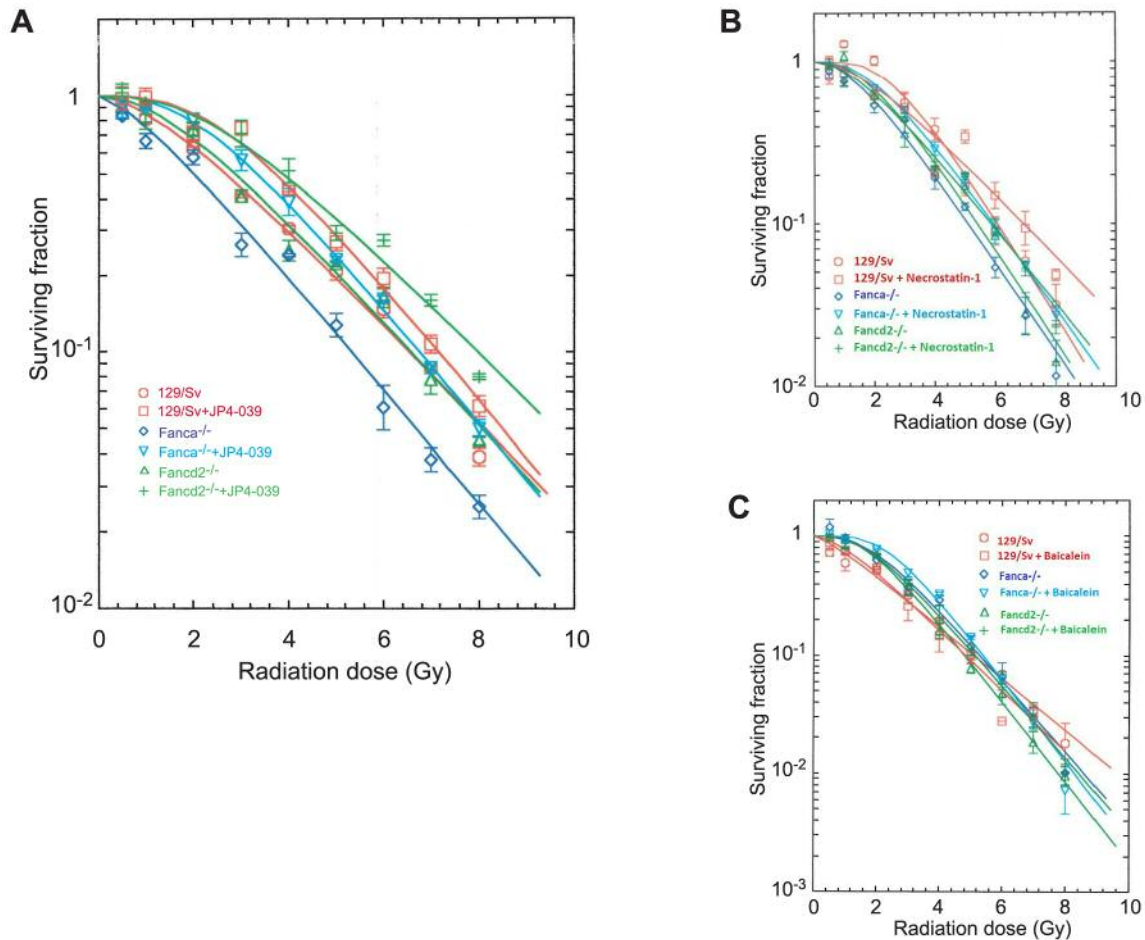 A
Surviving fraction
1
10⁻¹
10⁻²
129/Sv
129/Sv+JP4-039
Fanca⁻/⁻
Fanca⁻/⁻+JP4-039
Fancd2⁻/⁻
Fancd2⁻/⁻+JP4-039
0 2 4 6 8 10
Radiation dose (Gy)
B
Surviving fraction
1
10⁻¹
10⁻²
129/Sv
129/Sv + Necrostatin-1
Fanca-/-
Fanca-/- + Necrostatin-1
Fancd2-/-
Fancd2-/- + Necrostatin-1
0 2 4 6 8 10
Radiation dose (Gy)
C
Surviving fraction
1
10⁻¹
10⁻²
10⁻³
129/Sv
129/Sv + Baicalein
Fanca-/-
Fanca-/- + Baicalein
Fancd2-/-
Fancd2-/- + Baicalein
0 2 4 6 8 10
Radiation dose (Gy)